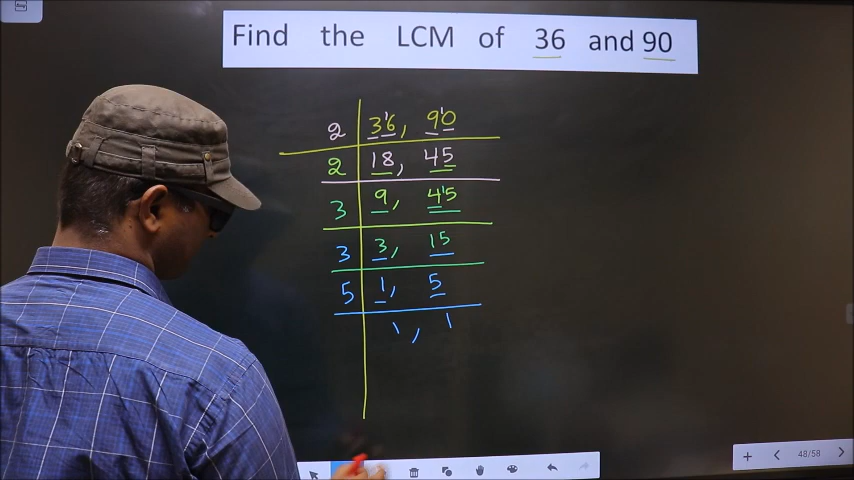 Find the LCM of 36 and 90
2 36, 90
2 18, 45
3 9, 45
3 3, 15
5 1, 5
1, 1
48/58